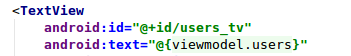 <TextView
android:id="@+id/users_tv"
android:text="@{viewmodel.users}"